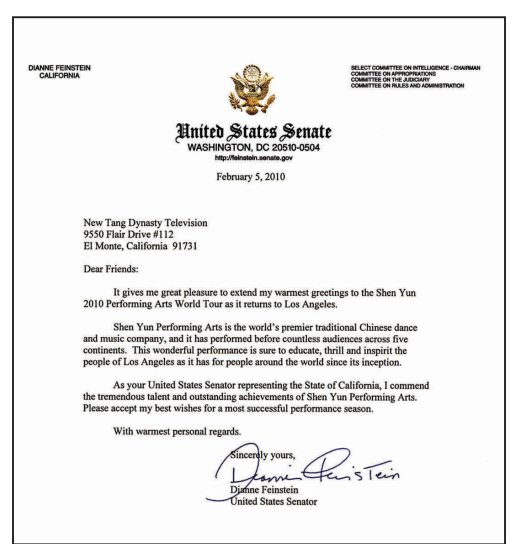 DIANNE FEINSTEIN
CALIFORNIA
SELECT COMMITTEE ON INTELLIGENCE - CHAIRMAN
COMMITTEE ON APPROPRIATIONS
COMMITTEE ON THE JUDICIARY
COMMITTEE ON RULES AND ADMINISTRATION
United States Senate
WASHINGTON, DC 20510-0504
http://feinstein.senate.gov
February 5, 2010
New Tang Dynasty Television
9550 Flair Drive #112
El Monte, California 91731
Dear Friends:
It gives me great pleasure to extend my warmest greetings to the Shen Yun
2010 Performing Arts World Tour as it returns to Los Angeles.
Shen Yun Performing Arts is the world's premier traditional Chinese dance
and music company, and it has performed before countless audiences across five
continents. This wonderful performance is sure to educate, thrill and inspirit the
people of Los Angeles as it has for people around the world since its inception.
As your United States Senator representing the State of California, I commend
the tremendous talent and outstanding achievements of Shen Yun Performing Arts.
Please accept my best wishes for a most successful performance season.
With warmest personal regards.
Sincerely yours,
Dianne Feinstein
Dianne Feinstein
United States Senator